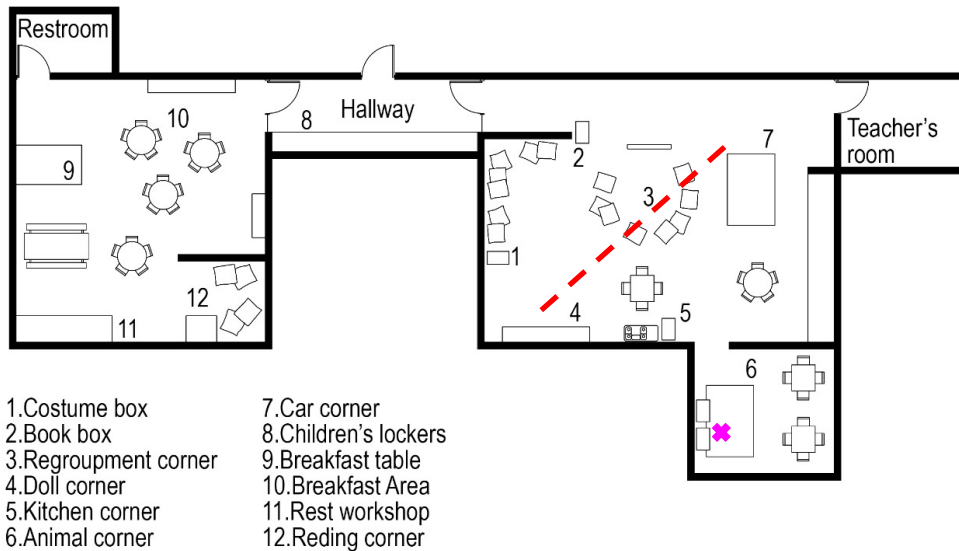 Restroom
Hallway
Teacher's
room
10
8
2
7
9
3
1
12
4
5
11
6
1.Costume box
2.Book box
3.Regroupment corner
4.Doll corner
5.Kitchen corner
6.Animal corner
7.Car corner
8.Children's lockers
9.Breakfast table
10.Breakfast Area
11.Rest workshop
12.Reding corner